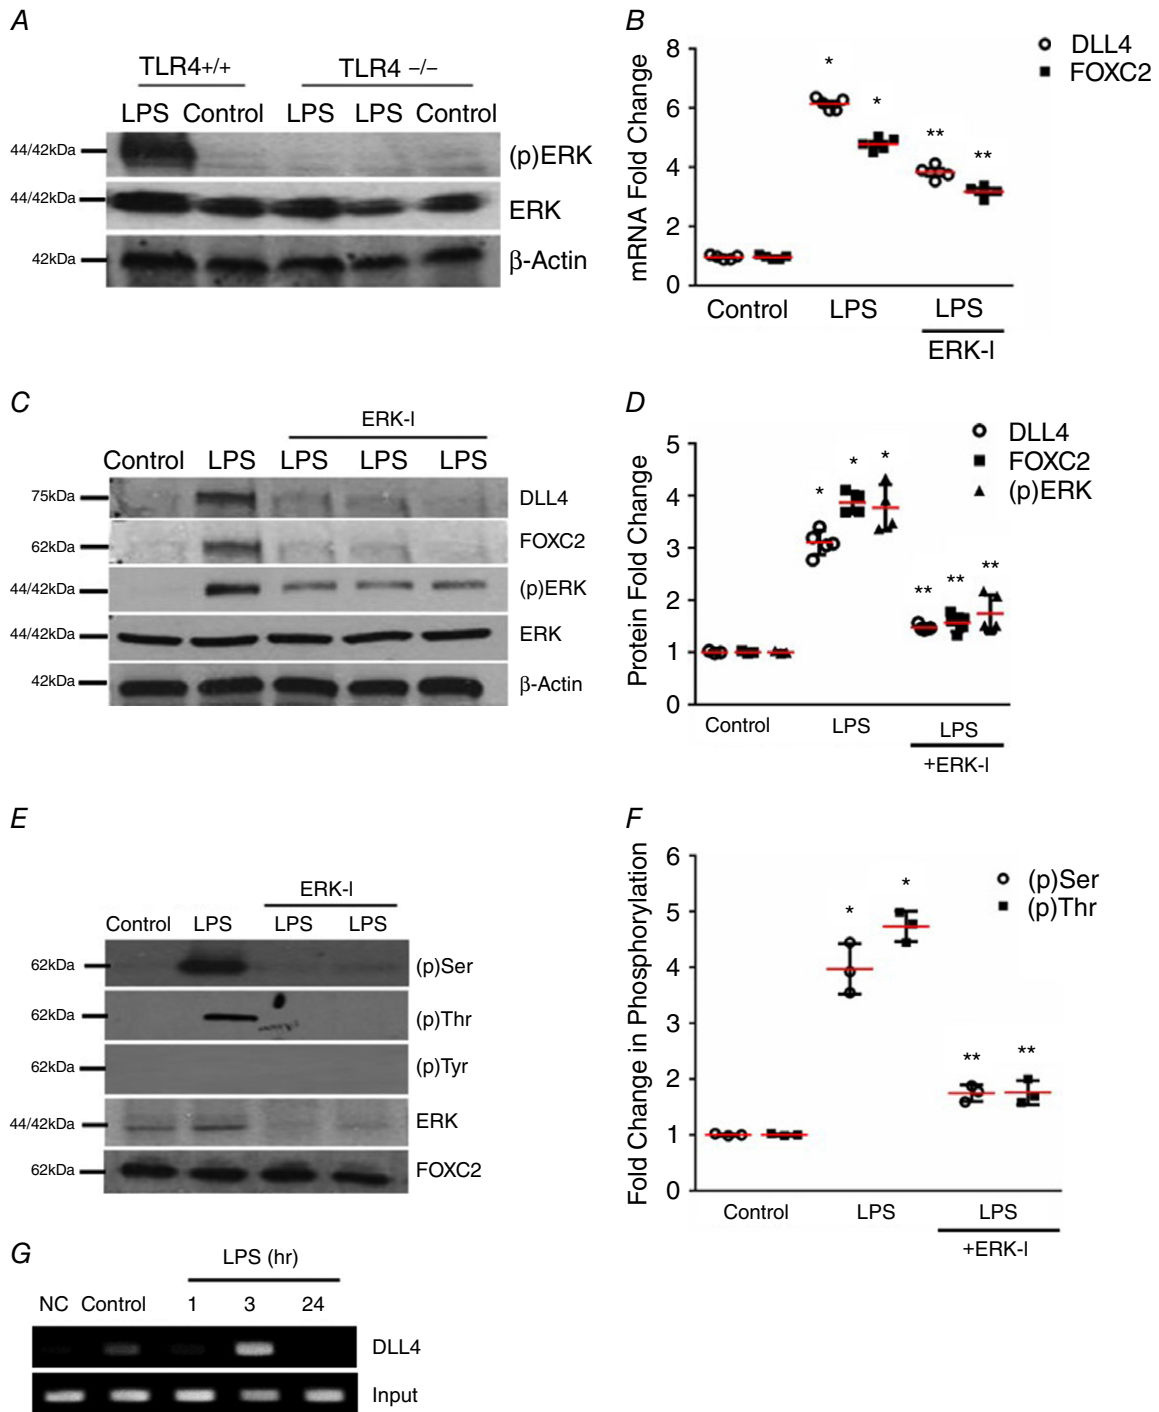 A
TLR4+/+ TLR4 −/−
LPS Control LPS LPS Control
44/42kDa (p)ERK
44/42kDa ERK
42kDa β-Actin
B
mRNA Fold Change
8
6
4
2
0
* * ** **
DLL4
FOXC2
Control LPS LPS
ERK-I
C
ERK-I
Control LPS LPS LPS LPS
75kDa DLL4
62kDa FOXC2
44/42kDa (p)ERK
44/42kDa ERK
42kDa β-Actin
D
Protein Fold Change
5
4
3
2
1
0
* * * ** ** **
DLL4
FOXC2
(p)ERK
Control LPS LPS
+ERK-I
E
ERK-I
Control LPS LPS LPS
62kDa (p)Ser
62kDa (p)Thr
62kDa (p)Tyr
44/42kDa ERK
62kDa FOXC2
F
Fold Change in Phosphorylation
6
5
4
3
2
1
0
* * ** **
(p)Ser
(p)Thr
Control LPS LPS
+ERK-I
G
LPS (hr)
NC Control 1 3 24
DLL4
Input